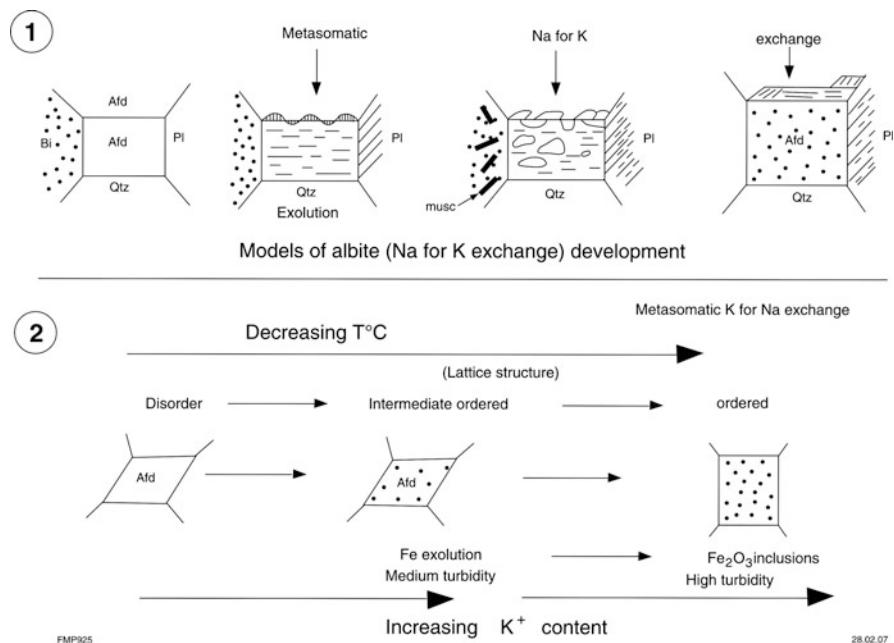 1
Metasomatic
Na for K
exchange
Afd
Bi
Afd
Pl
Qtz
Pl
Qtz
Exolution
Pl
Qtz
musc
Afd
Pl
Qtz
Models of albite (Na for K exchange) development
2
Metasomatic K for Na exchange
Decreasing T°C
(Lattice structure)
Disorder
Intermediate ordered
ordered
Afd
Afd
Fe exolution
Medium turbidity
Fe₂O₃inclusions
High turbidity
Increasing K⁺ content
FMP925
28.02.07